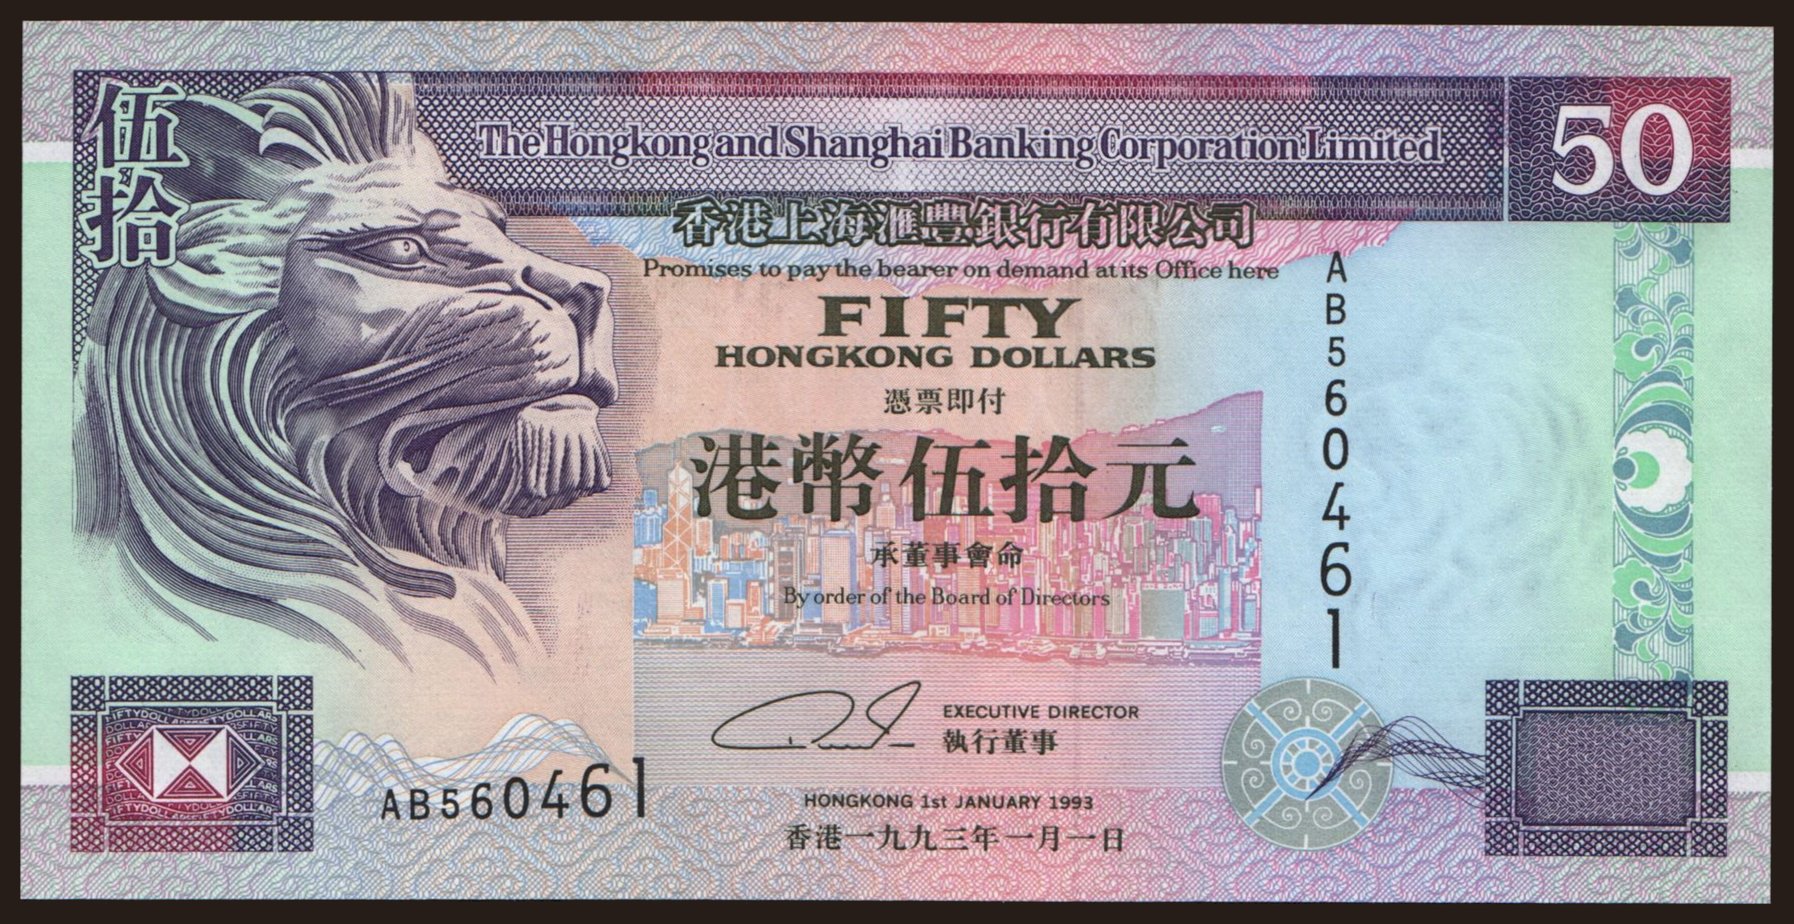 伍拾
The Hongkong and Shanghai Banking Corporation Limited
50
香港上海滙豐銀行有限公司
Promises to pay the bearer on demand at its Office here
FIFTY
HONGKONG DOLLARS
憑票即付
港幣伍拾元
承董事會命
By order of the Board of Directors
AB560461
EXECUTIVE DIRECTOR
執行董事
AB560461
HONGKONG 1st JANUARY 1993
香港一九九三年一月一日